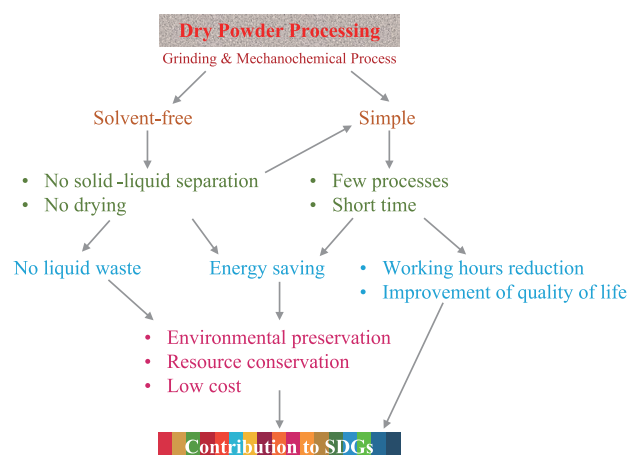 Dry Powder Processing
Grinding & Mechanochemical Process
Solvent-free
Simple
• No solid-liquid separation
• No drying
• Few processes
• Short time
No liquid waste
Energy saving
• Working hours reduction
• Improvement of quality of life
• Environmental preservation
• Resource conservation
• Low cost
Contribution to SDGs